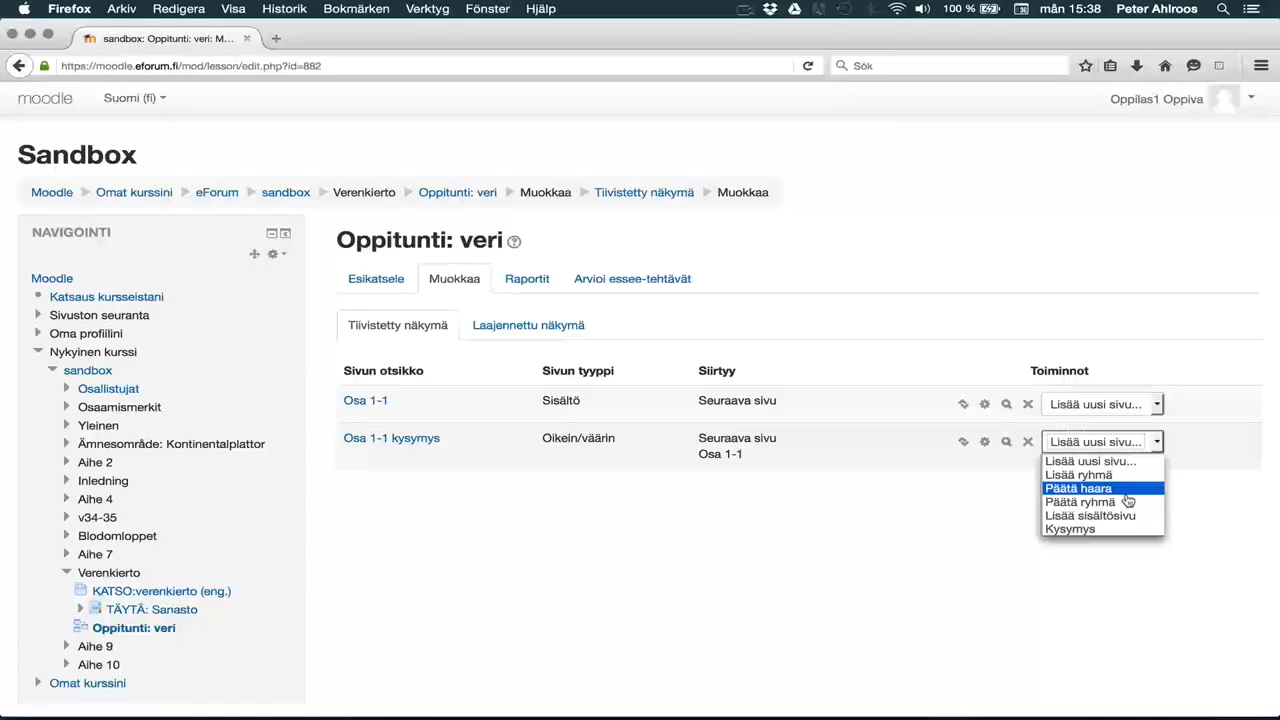 Firefox Arkiv Redigera Visa Historik Bokmärken Verktyg Fönster Hjälp 100 % mån 15:38 Peter Ahlroos
sandbox: Oppitunti: veri: M...
https://moodle.eforum.fi/mod/lesson/edit.php?id=882 Sök
moodle Suomi (fi) Oppilas1 Oppiva
Sandbox
Moodle Omat kurssini eForum sandbox Verenkierto Oppitunti: veri Muokkaa Tiivistetty näkymä Muokkaa
NAVIGOINTI
Moodle
Katsaus kursseistani
Sivuston seuranta
Oma profiilini
Nykyinen kurssi
sandbox
Osallistujat
Osaamismerkit
Yleinen
Ämnesområde: Kontinentalplattor
Aihe 2
Inledning
Aihe 4
v34-35
Blodomloppet
Aihe 7
Verenkierto
KATSO:verenkierto (eng.)
TÄYTÄ: Sanasto
Oppitunti: veri
Aihe 9
Aihe 10
Omat kurssini
Oppitunti: veri
Esikatsele Muokkaa Raportit Arvioi essee-tehtävät
Tiivistetty näkymä Laajennettu näkymä
Sivun otsikko Sivun tyyppi Siirtyy Toiminnot
Osa 1-1 Sisältö Seuraava sivu Lisää uusi sivu...
Osa 1-1 kysymys Oikein/väärin Seuraava sivu Lisää uusi sivu...
Osa 1-1
Lisää uusi sivu...
Lisää ryhmä
Päätä haara
Päätä ryhmä
Lisää sisältösivu
Kysymys